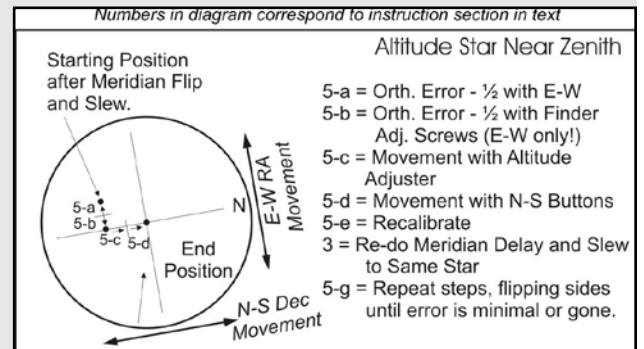 Numbers in diagram correspond to instruction section in text
Altitude Star Near Zenith
Starting Position
after Meridian Flip
and Slew.
5-a
5-b
5-c
5-d
N
End
Position
E-W RA
Movement
N-S Dec
Movement
5-a = Orth. Error - ½ with E-W
5-b = Orth. Error - ½ with Finder
Adj. Screws (E-W only!)
5-c = Movement with Altitude
Adjuster
5-d = Movement with N-S Buttons
5-e = Recalibrate
3 = Re-do Meridian Delay and Slew
to Same Star
5-g = Repeat steps, flipping sides
until error is minimal or gone.